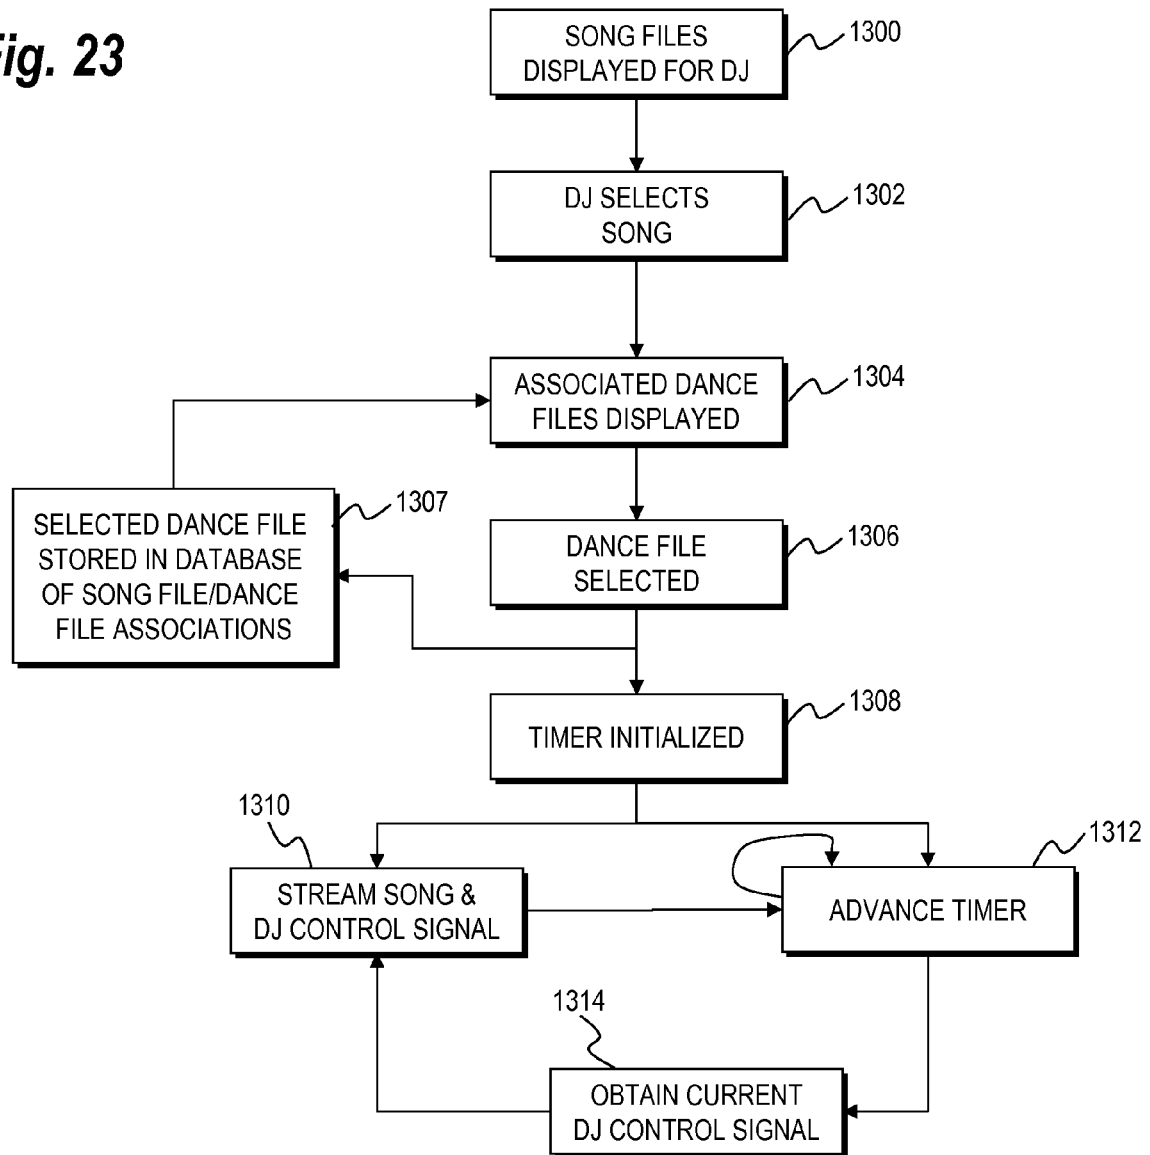 ig. 23
SONG FILES
DISPLAYED FOR DJ
1300
DJ SELECTS
SONG
1302
ASSOCIATED DANCE
FILES DISPLAYED
1304
SELECTED DANCE FILE
STORED IN DATABASE
OF SONG FILE/DANCE
FILE ASSOCIATIONS
1307
DANCE FILE
SELECTED
1306
TIMER INITIALIZED
1308
1310
STREAM SONG &
DJ CONTROL SIGNAL
1312
ADVANCE TIMER
1314
OBTAIN CURRENT
DJ CONTROL SIGNAL